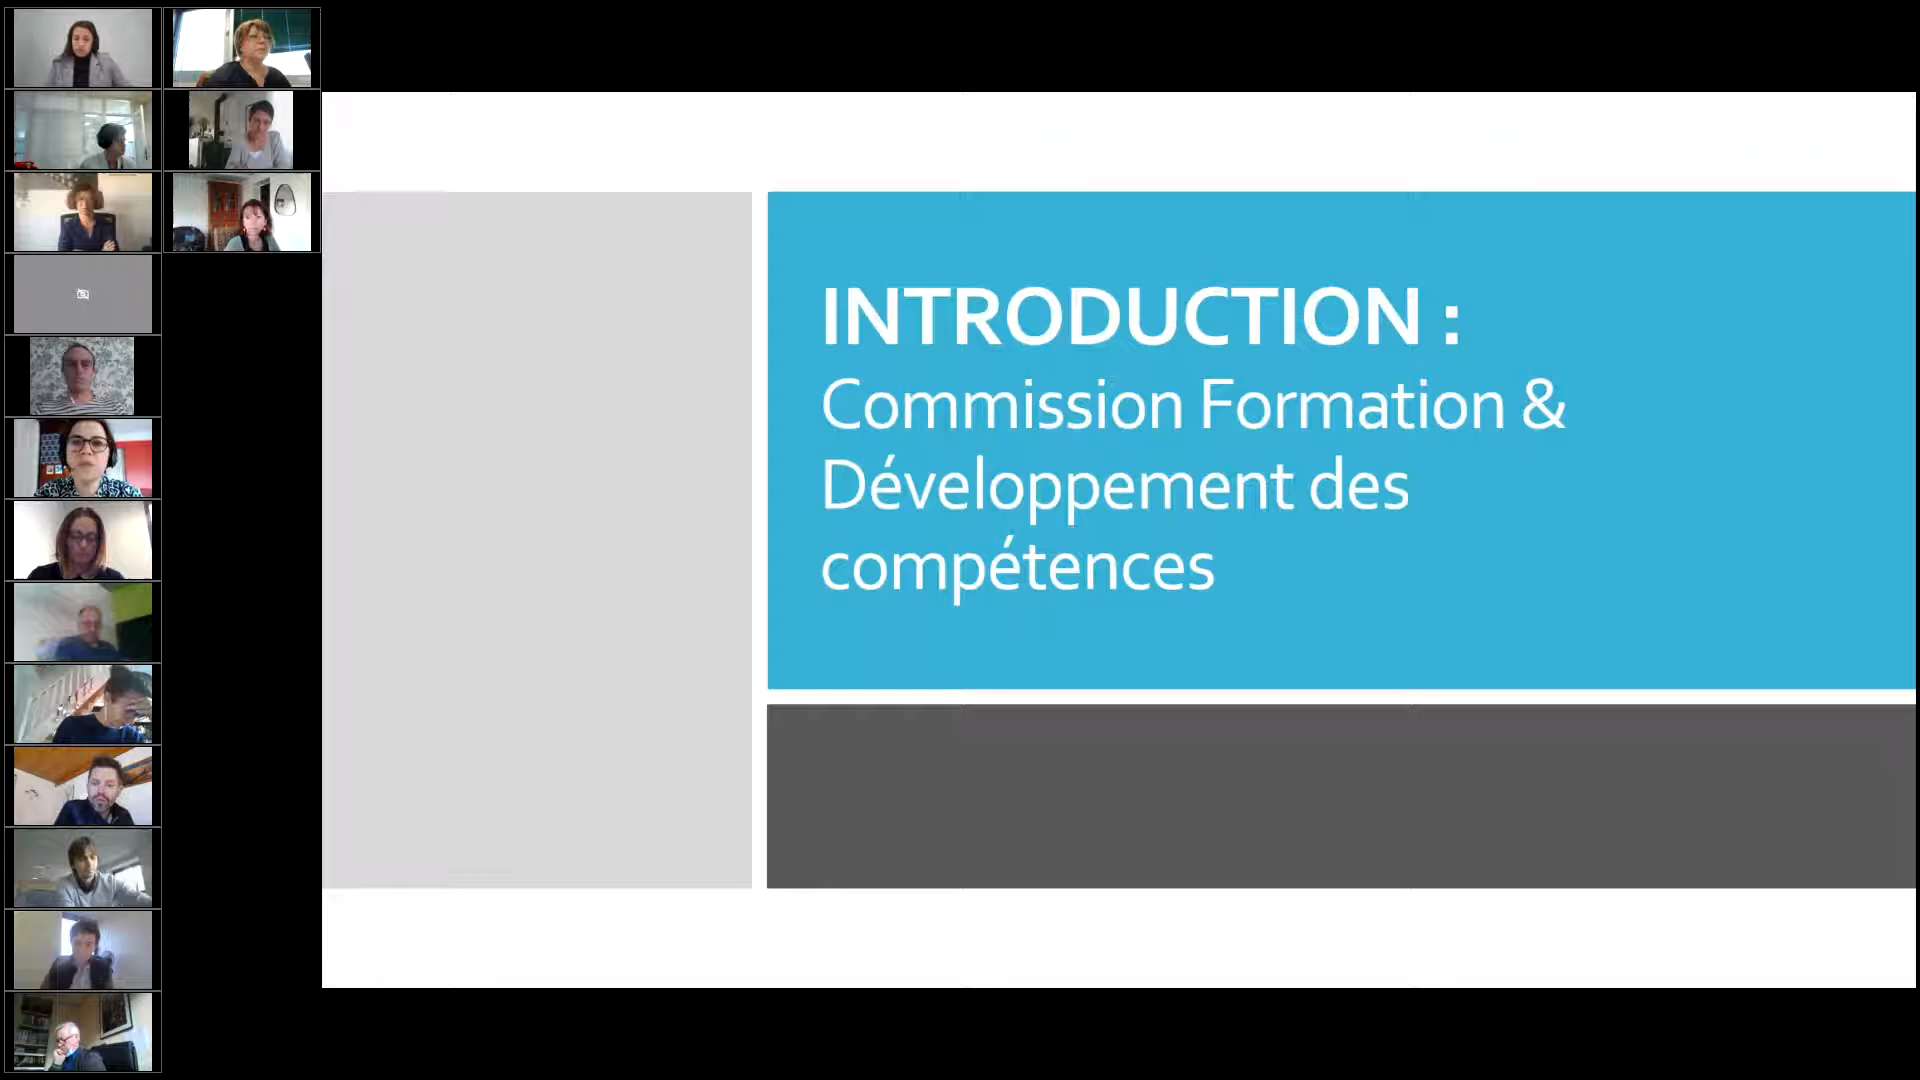 INTRODUCTION :
Commission Formation &
Développement des
compétences